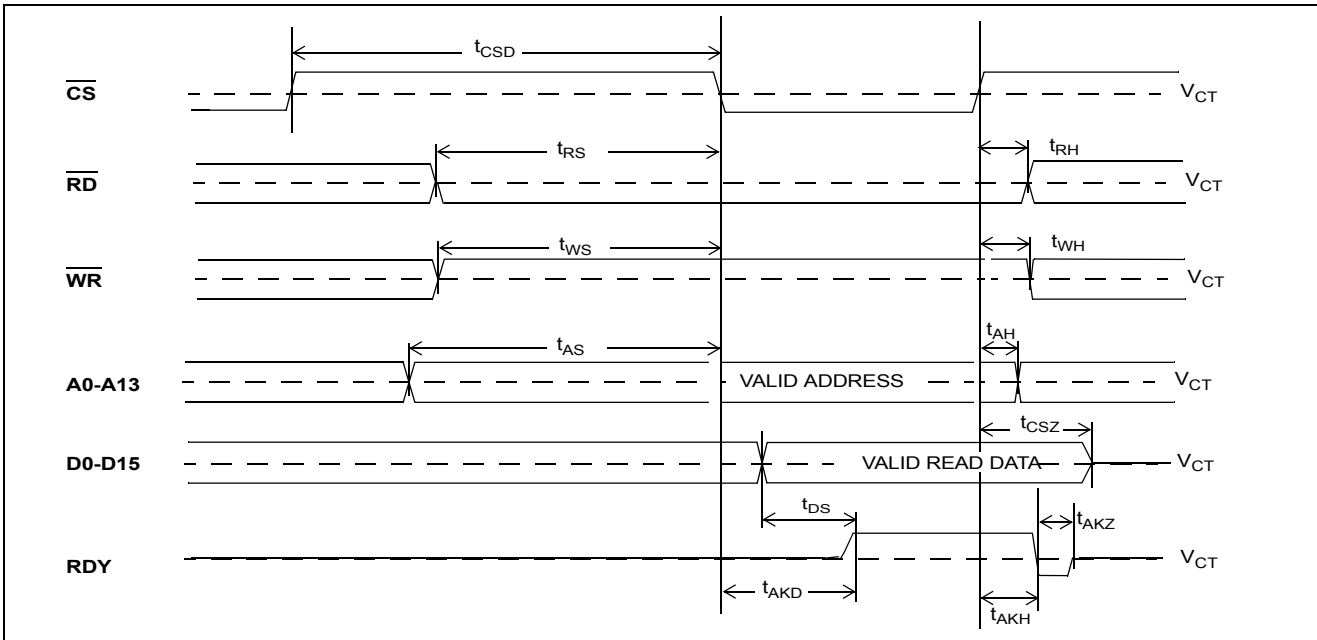 tCSD
CS VCT
tRS tRH
RD VCT
tWS tWH
WR VCT
tAS tAH
A0-A13 VALID ADDRESS VCT
tCSZ
D0-D15 VALID READ DATA VCT
tDS tAKZ
RDY VCT
tAKD tAKH